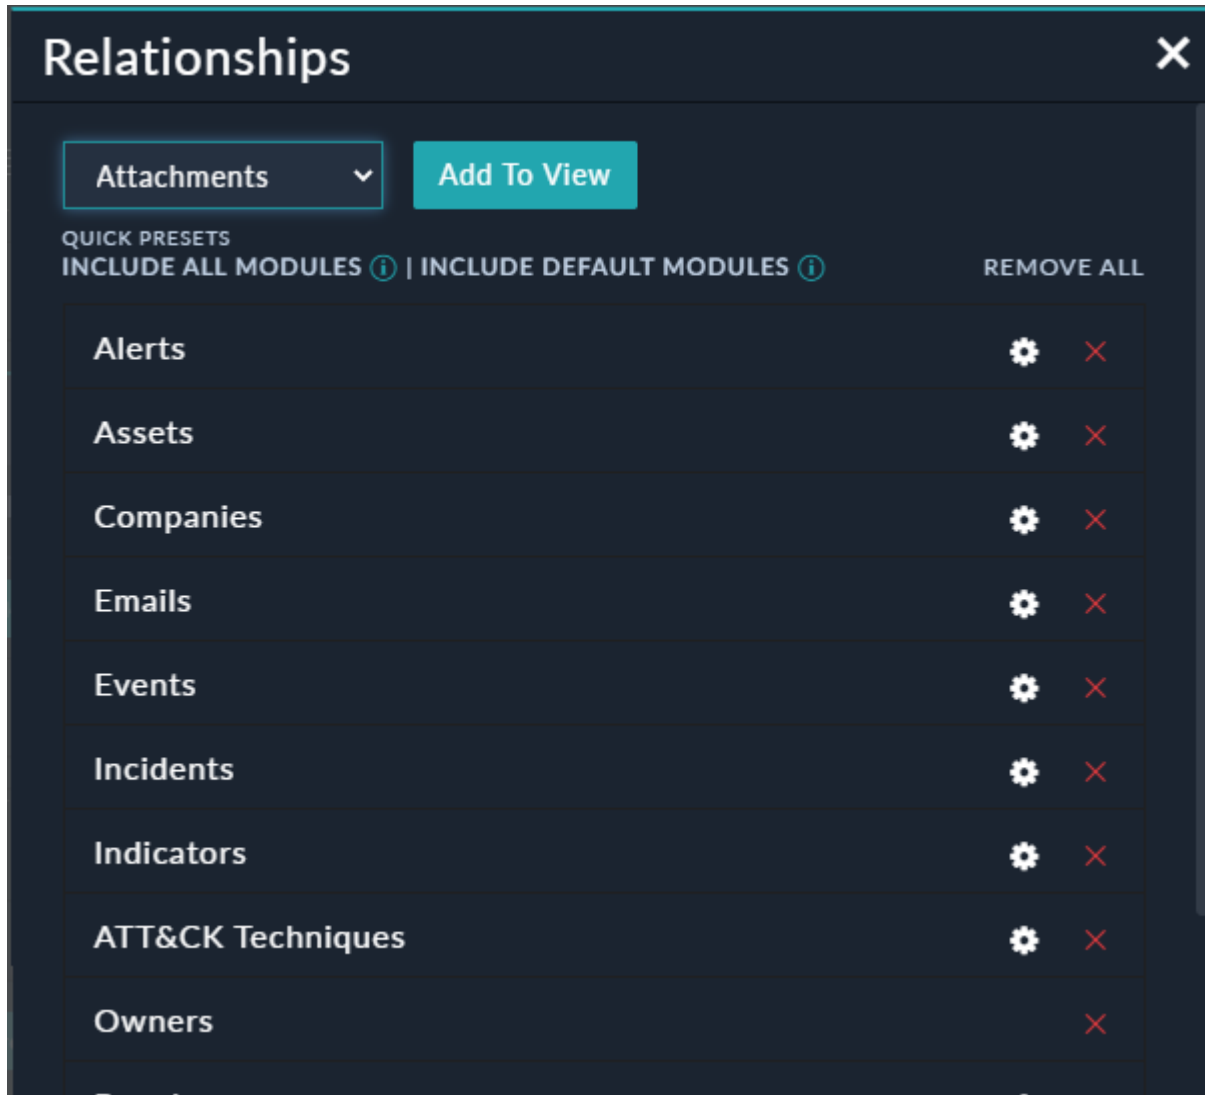 Relationships
Attachments Add To View
QUICK PRESETS
INCLUDE ALL MODULES | INCLUDE DEFAULT MODULES REMOVE ALL
Alerts
Assets
Companies
Emails
Events
Incidents
Indicators
ATT&CK Techniques
Owners